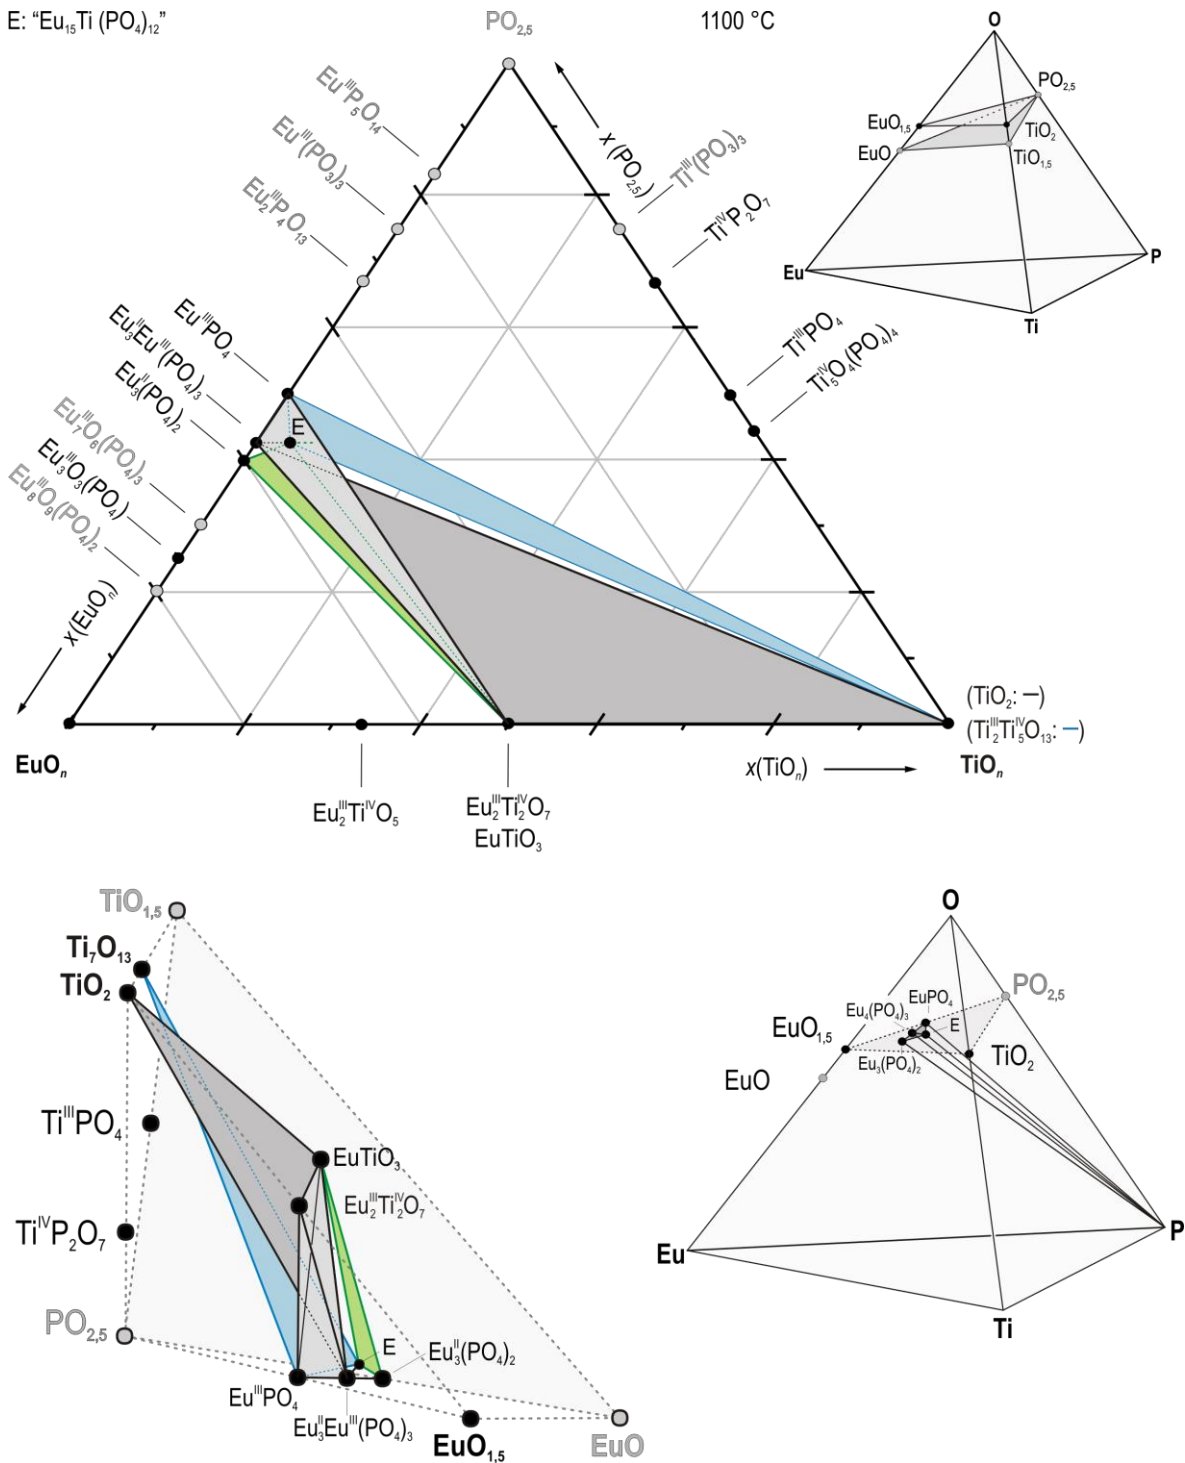 E: “Eu₁₅Ti (PO₄)₁₂”
PO₂,₅
1100 °C
O
PO₂,₅
EuO₁,₅
TiO₂
EuO
TiO₁,₅
Eu
P
Ti
EuᴵᴵᴵP₅O₁₄
Euᴵᴵᴵ(PO₃)₃
Eu₂ᴵᴵᴵP₄O₁₃
x(PO₂,₅)
Tiᴵᴵᴵ(PO₃)₃
TiᴵⱽP₂O₇
EuᴵᴵᴵPO₄
Eu₃ᴵᴵEuᴵᴵᴵ(PO₄)₃
Eu₃ᴵᴵ(PO₄)₂
Eu₇ᴵᴵᴵO₆(PO₄)₃
Eu₃ᴵᴵᴵO₃(PO₄)
Eu₈ᴵᴵᴵO₉(PO₄)₂
TiᴵᴵᴵPO₄
Ti₅ᴵⱽO₄(PO₄)₄
E
x(EuOₙ)
(TiO₂: –)
(Ti₂ᴵᴵᴵTi₅ᴵⱽO₁₃: –)
EuOₙ
x(TiOₙ)
TiOₙ
Eu₂ᴵᴵᴵTiᴵⱽO₅
Eu₂ᴵᴵᴵTi₂ᴵⱽO₇
EuTiO₃
TiO₁,₅
Ti₇O₁₃
TiO₂
TiᴵᴵᴵPO₄
EuTiO₃
Eu₂ᴵᴵᴵTi₂ᴵⱽO₇
TiᴵⱽP₂O₇
PO₂,₅
E
Eu₃ᴵᴵ(PO₄)₂
EuᴵᴵᴵPO₄
Eu₃ᴵᴵEuᴵᴵᴵ(PO₄)₃
EuO₁,₅
EuO
O
PO₂,₅
EuPO₄
Eu₄(PO₄)₃
E
EuO₁,₅
Eu₃(PO₄)₂
TiO₂
EuO
Eu
P
Ti